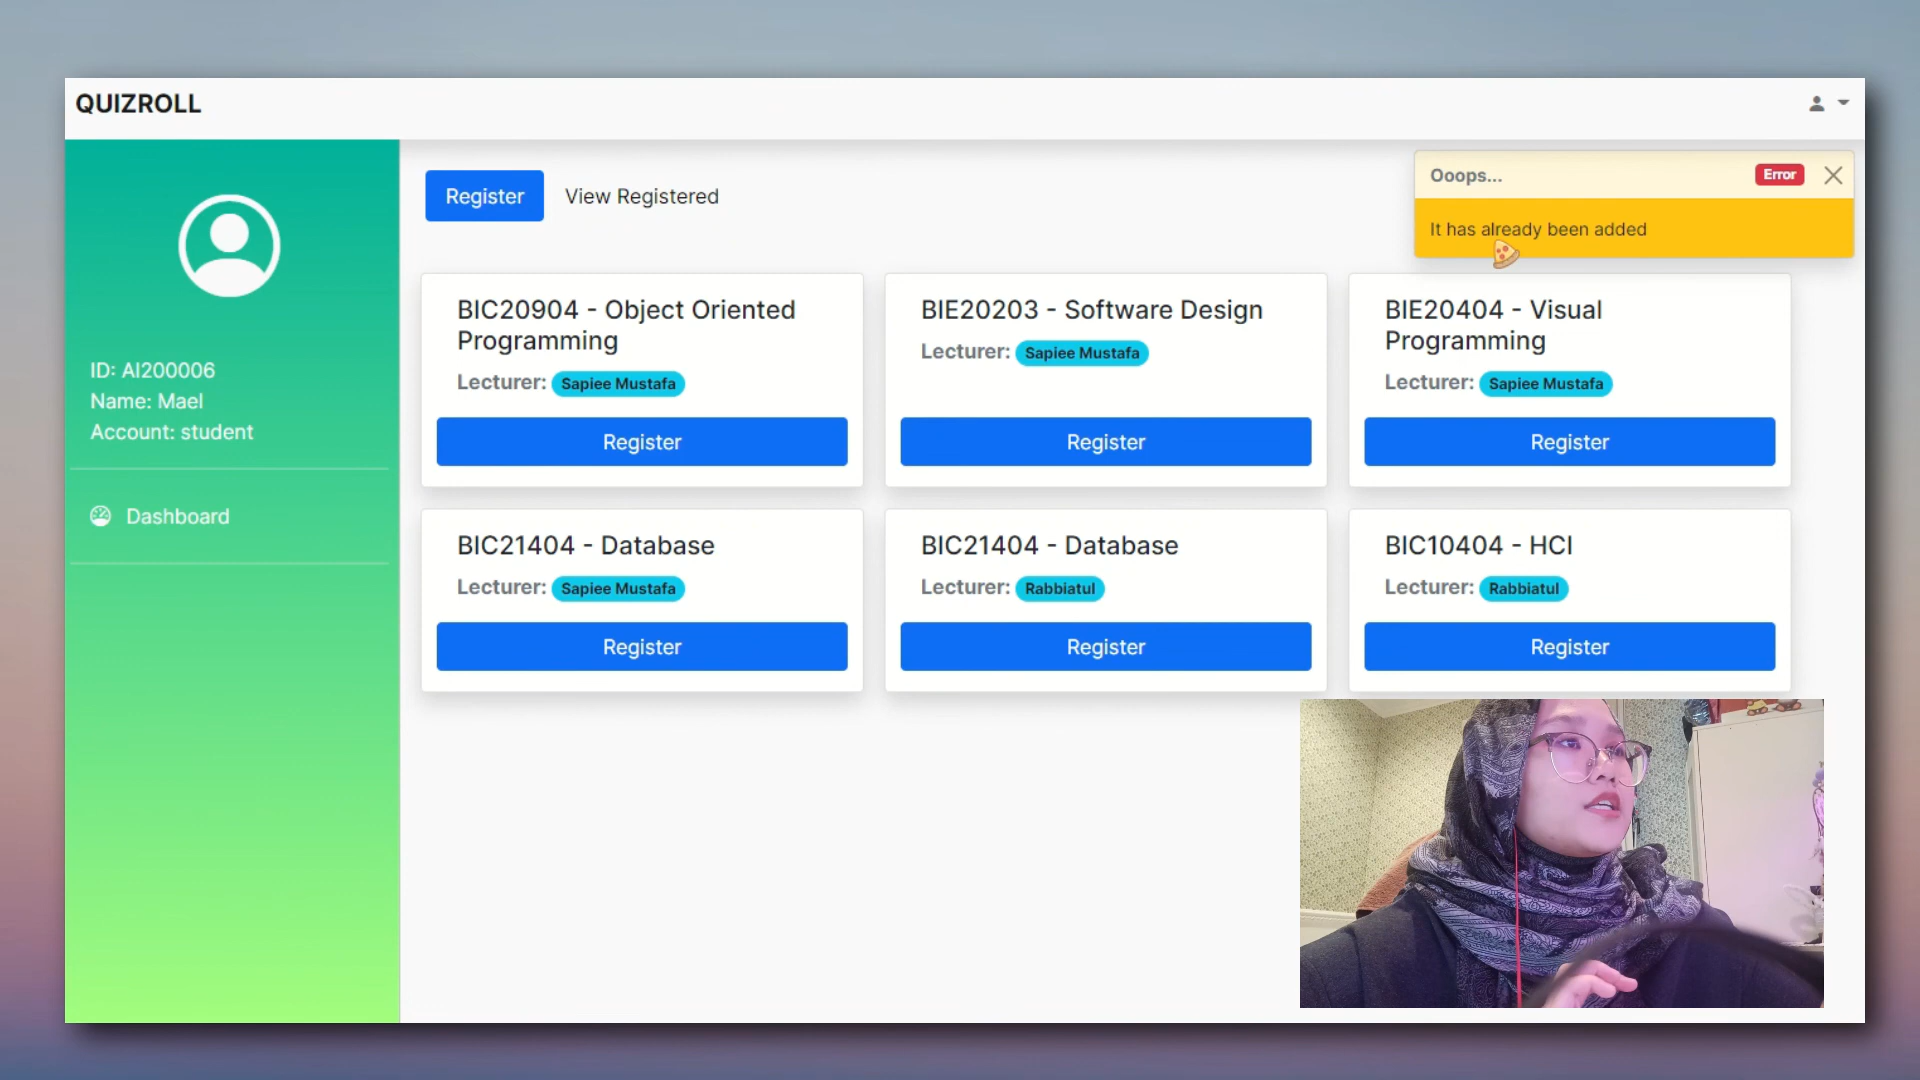 QUIZROLL
ID: AI200006
Name: Mael
Account: student
Dashboard
Register
View Registered
Ooops...
Error
It has already been added
BIC20904 - Object Oriented
Programming
Lecturer: Sapiee Mustafa
Register
BIE20203 - Software Design
Lecturer: Sapiee Mustafa
Register
BIE20404 - Visual
Programming
Lecturer: Sapiee Mustafa
Register
BIC21404 - Database
Lecturer: Sapiee Mustafa
Register
BIC21404 - Database
Lecturer: Rabbiatul
Register
BIC10404 - HCI
Lecturer: Rabbiatul
Register